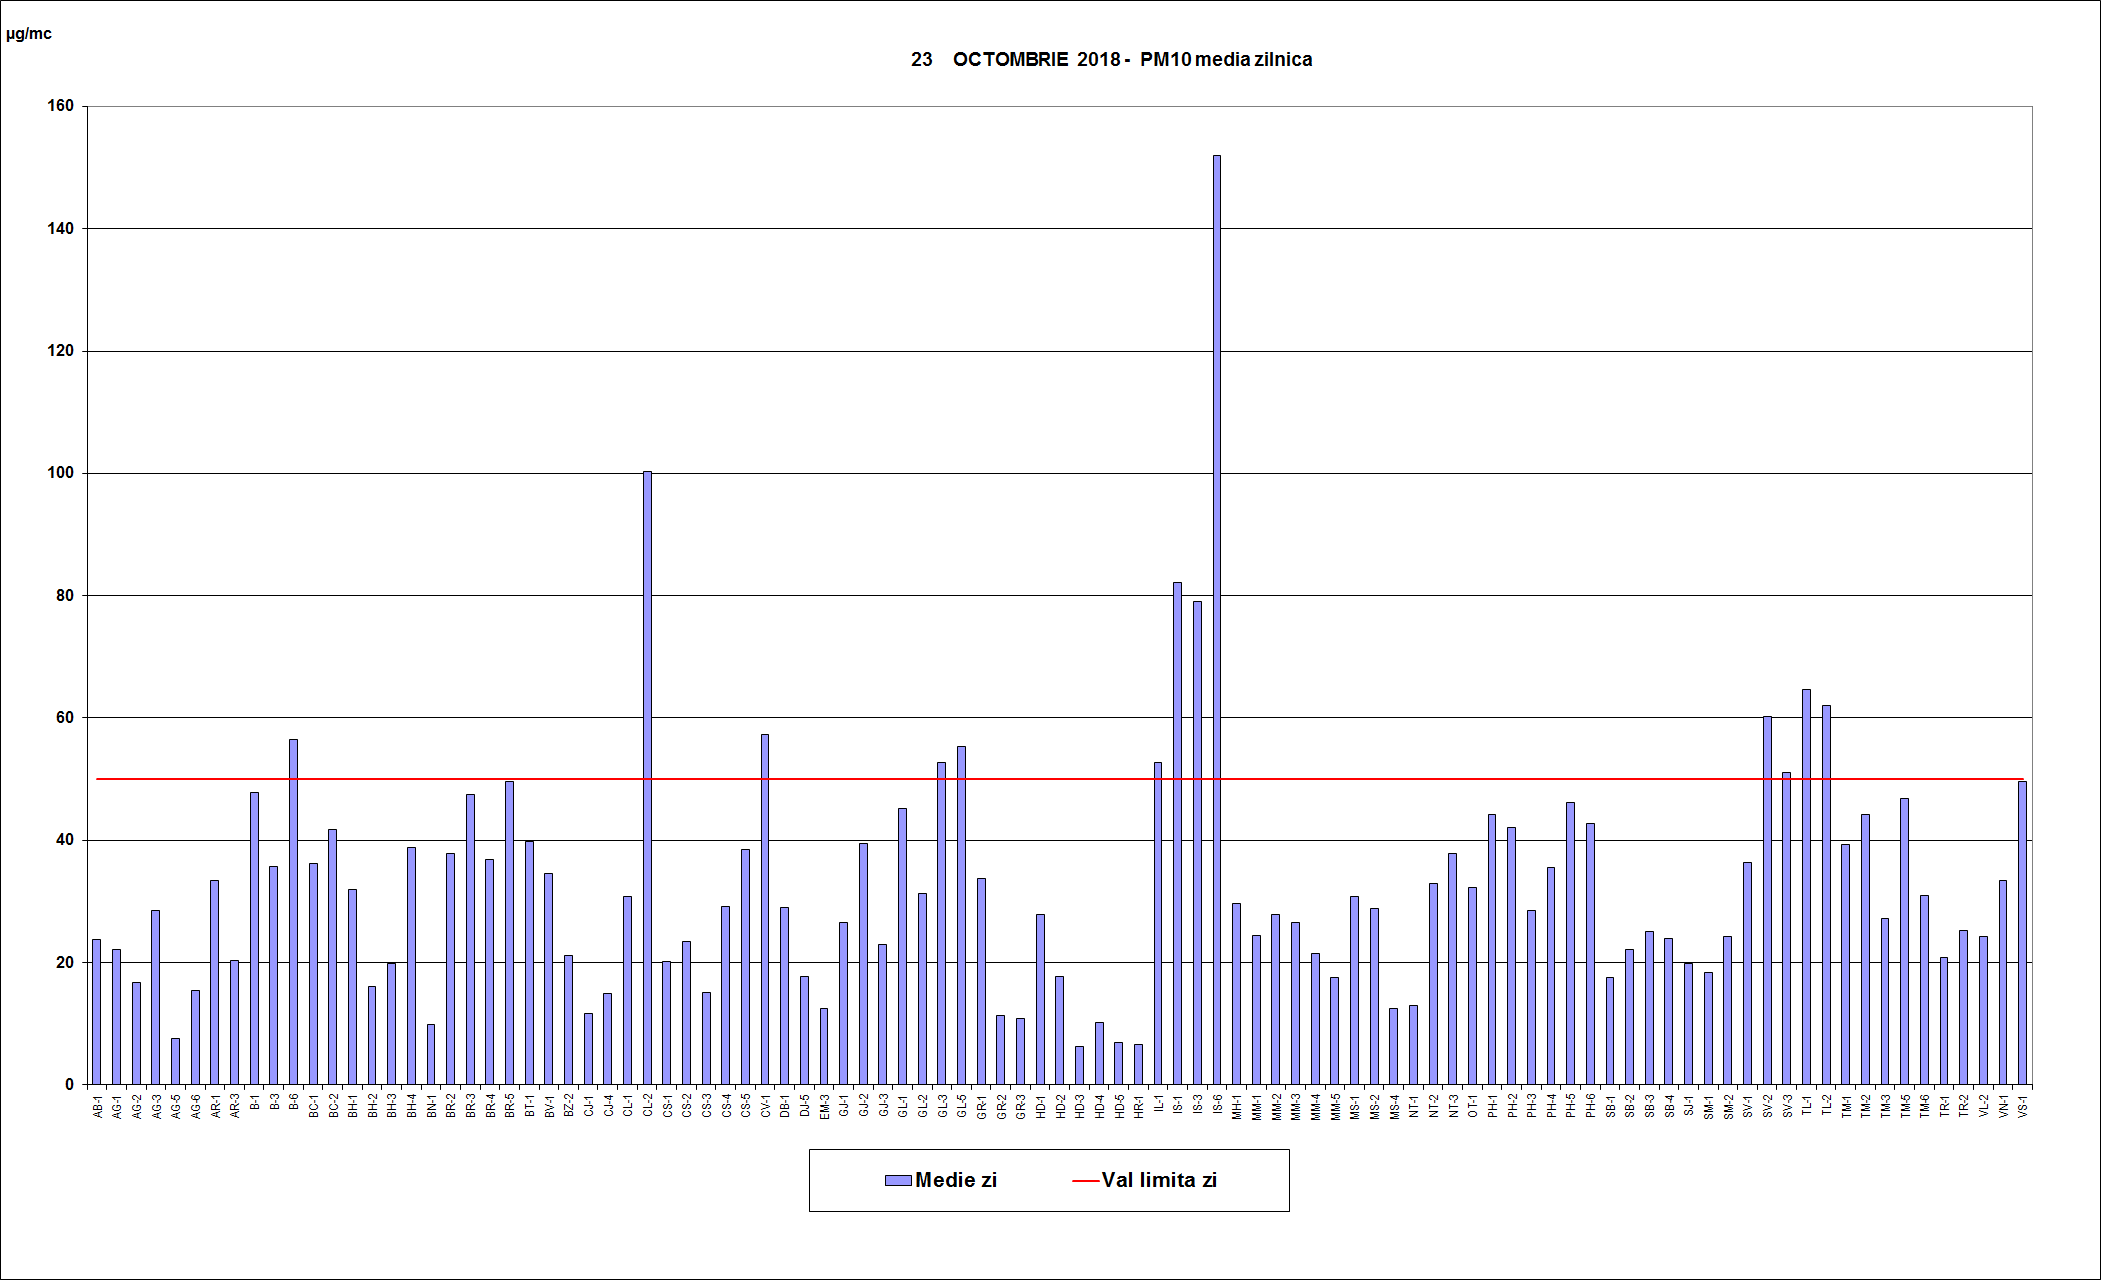 µg/mc
23 OCTOMBRIE 2018 - PM10 media zilnica
160
140
120
100
80
60
40
20
0
AB-1 AG-1 AG-2 AG-3 AG-5 AG-6 AR-1 AR-3 B-1 B-3 B-6 BC-1 BC-2 BH-1 BH-2 BH-3 BH-4 BN-1 BR-2 BR-3 BR-4 BR-5 BT-1 BV-1 BZ-2 CJ-1 CJ-4 CL-1 CL-2 CS-1 CS-2 CS-3 CS-4 CS-5 CV-1 DB-1 DJ-5 EM-3 GJ-1 GJ-2 GJ-3 GL-1 GL-2 GL-3 GL-5 GR-1 GR-2 GR-3 HD-1 HD-2 HD-3 HD-4 HD-5 HR-1 IL-1 IS-1 IS-3 IS-6 MH-1 MM-1 MM-2 MM-3 MM-4 MM-5 MS-1 MS-2 MS-4 NT-1 NT-2 NT-3 OT-1 PH-1 PH-2 PH-3 PH-4 PH-5 PH-6 SB-1 SB-2 SB-3 SB-4 SJ-1 SM-1 SM-2 SV-1 SV-2 SV-3 TL-1 TL-2 TM-1 TM-2 TM-3 TM-5 TM-6 TR-1 TR-2 VL-2 VN-1 VS-1
Medie zi Val limita zi